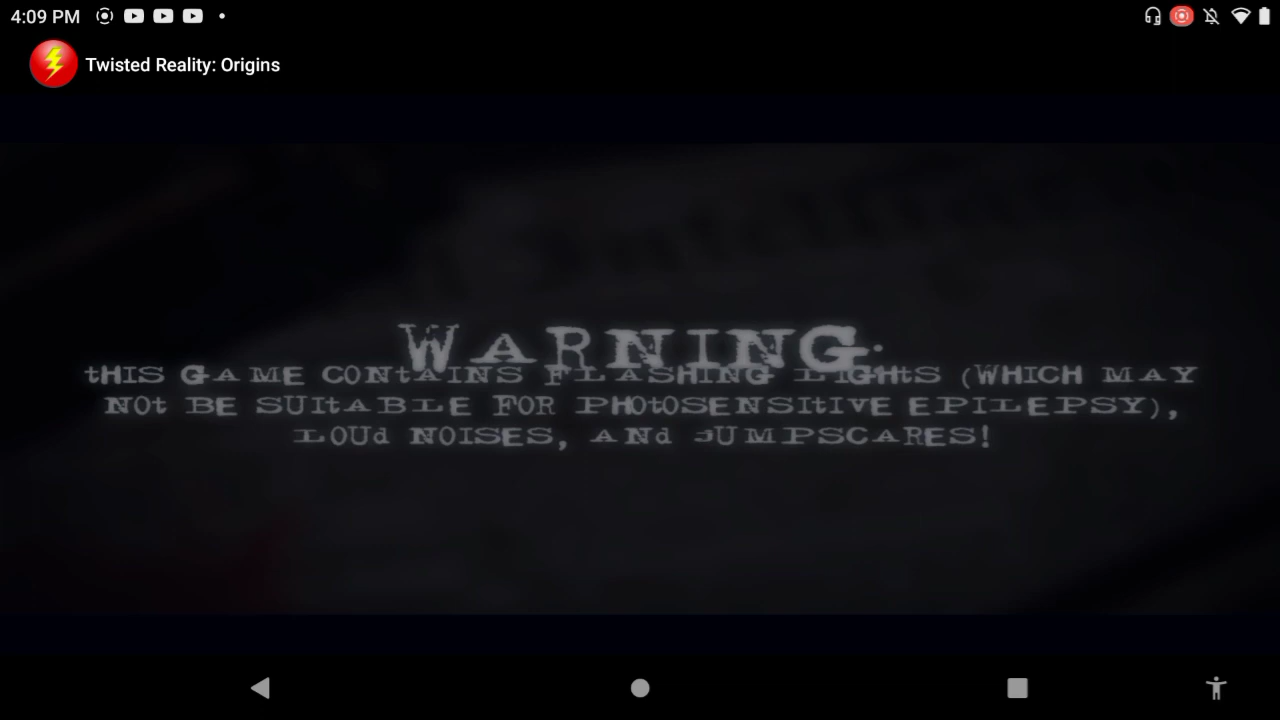 4:09 PM
Twisted Reality: Origins
WARNING.
tHIS GAME CONtAINS FLASHING LIGHtS (WHICH MAY
NOt BE SUItABLE FOR PHOtOSENSItIVE EPILEPSY),
LOUd NOISES, ANd JUMPSCARES!